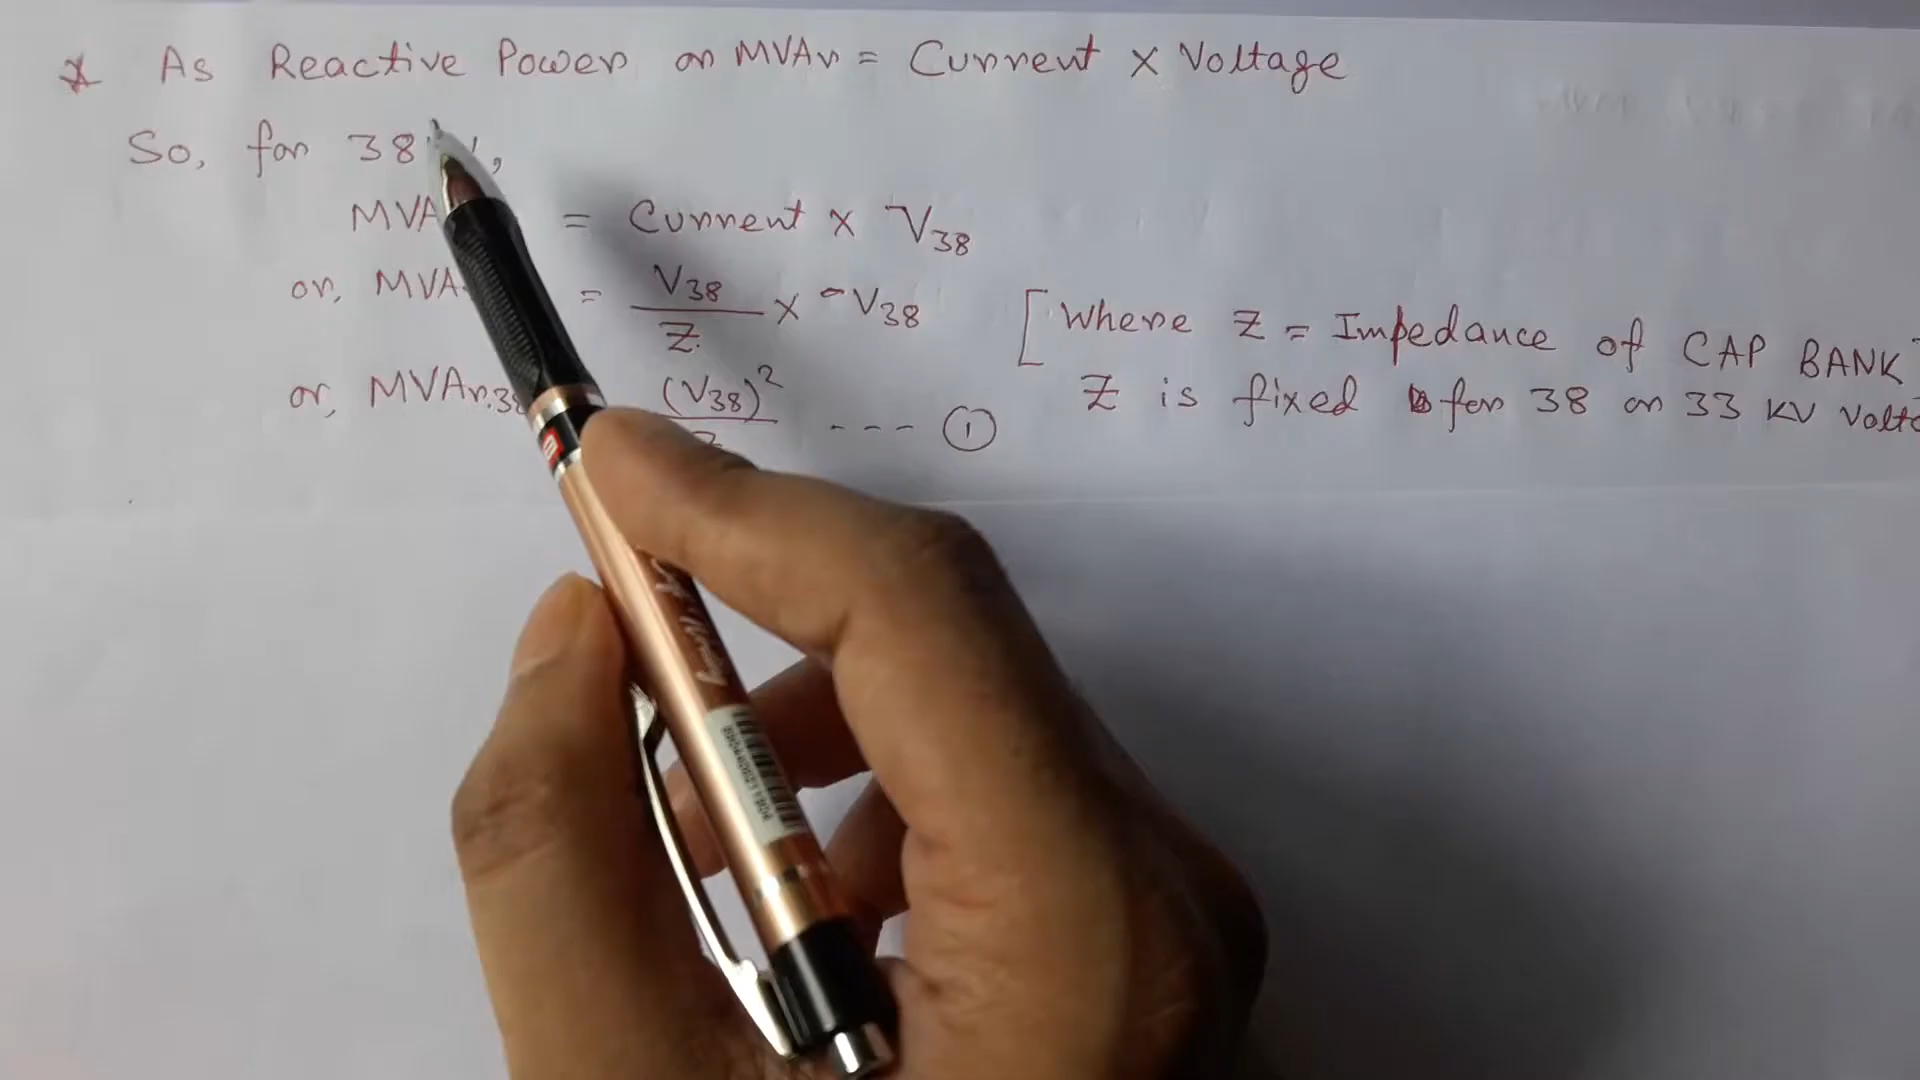 * As Reactive Power or MVAr = Current x Voltage
So, for 38
MVA = Current x V38
or, MVA = V38 / Z x V38 [Where Z = Impedance of CAP BANK
or, MVAr.38 (V38)² / Z ---- ① Z is fixed for 38 or 33 KV